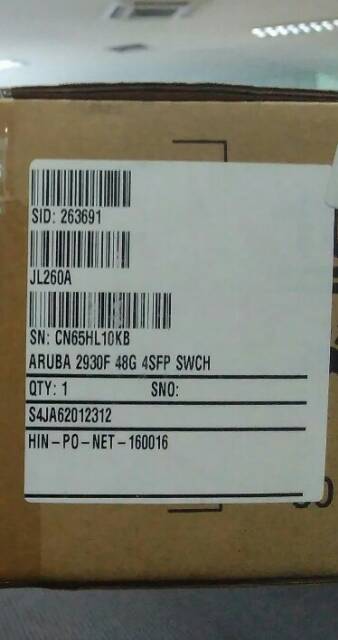 SID: 263691
JL260A
SN: CN65HL10KB
ARUBA 2930F 48G 4SFP SWCH
QTY: 1 SNO:
S4JA62012312
HIN-PO-NET-160016